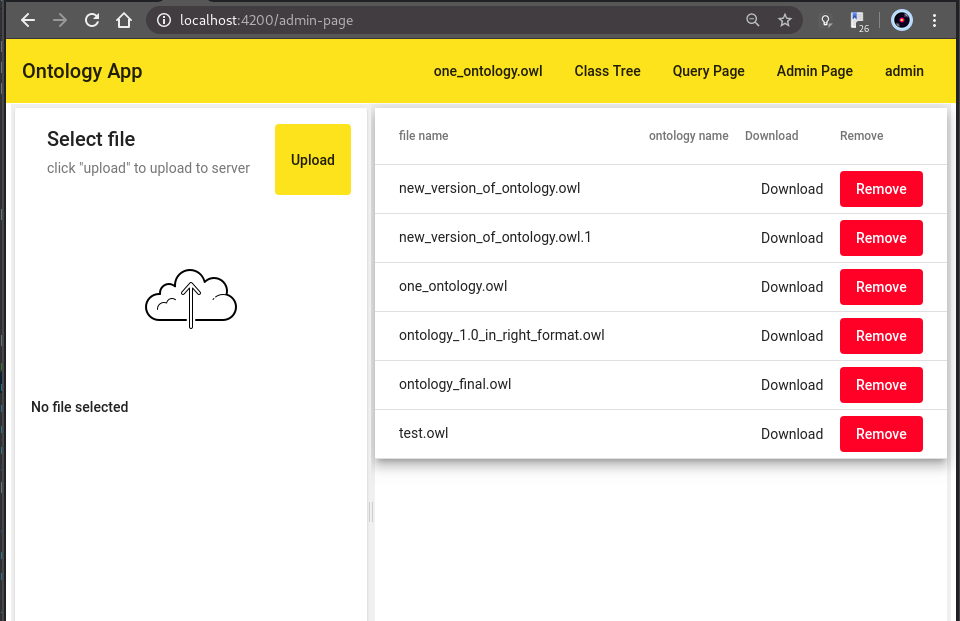 localhost:4200/admin-page
26
Ontology App one_ontology.owl Class Tree Query Page Admin Page admin
Select file
click "upload" to upload to server
Upload
No file selected
file name ontology name Download Remove
new_version_of_ontology.owl Download Remove
new_version_of_ontology.owl.1 Download Remove
one_ontology.owl Download Remove
ontology_1.0_in_right_format.owl Download Remove
ontology_final.owl Download Remove
test.owl Download Remove